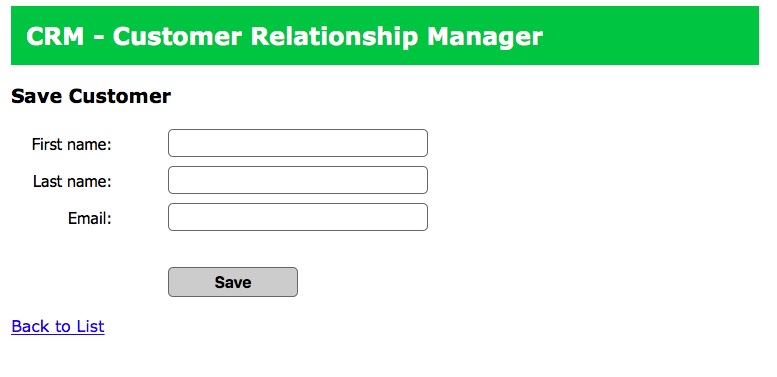 CRM - Customer Relationship Manager
Save Customer
First name:
Last name:
Email:
Save
Back to List